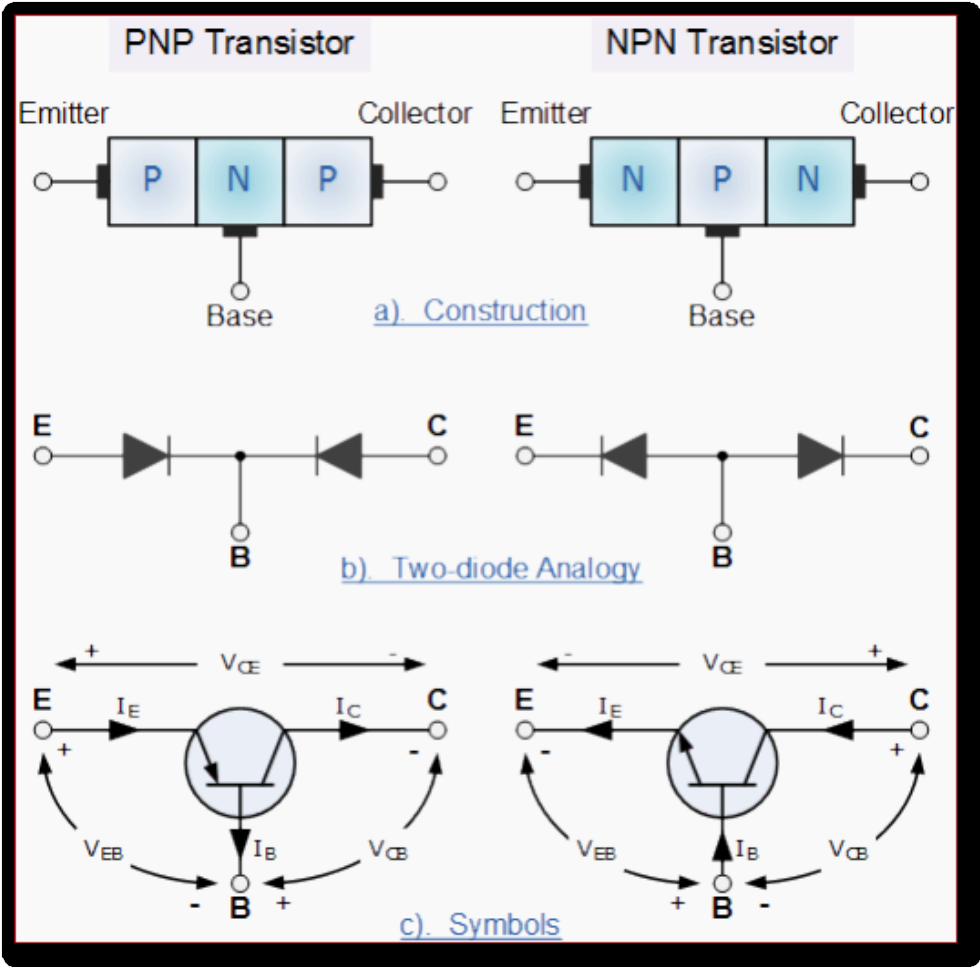 PNP Transistor
NPN Transistor
Emitter
Collector
Emitter
Collector
P N P
N P N
Base
a). Construction
Base
E
C
E
C
B
b). Two-diode Analogy
B
+ VCE -
- VCE +
E
IE
IC
C
E
IE
IC
C
+
-
-
+
VEB
IB
VCB
VEB
IB
VCB
- B +
+ B -
c). Symbols